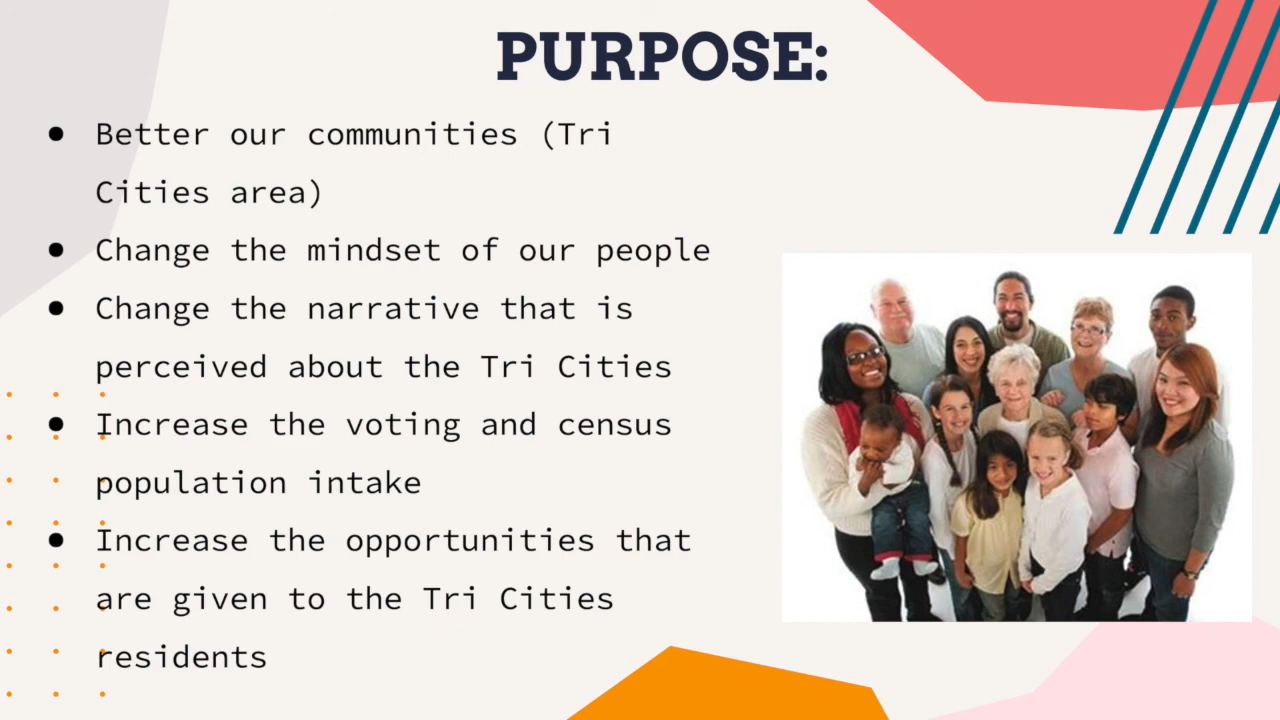 PURPOSE:
● Better our communities (Tri
Cities area)
● Change the mindset of our people
● Change the narrative that is
perceived about the Tri Cities
● Increase the voting and census
population intake
● Increase the opportunities that
are given to the Tri Cities
residents